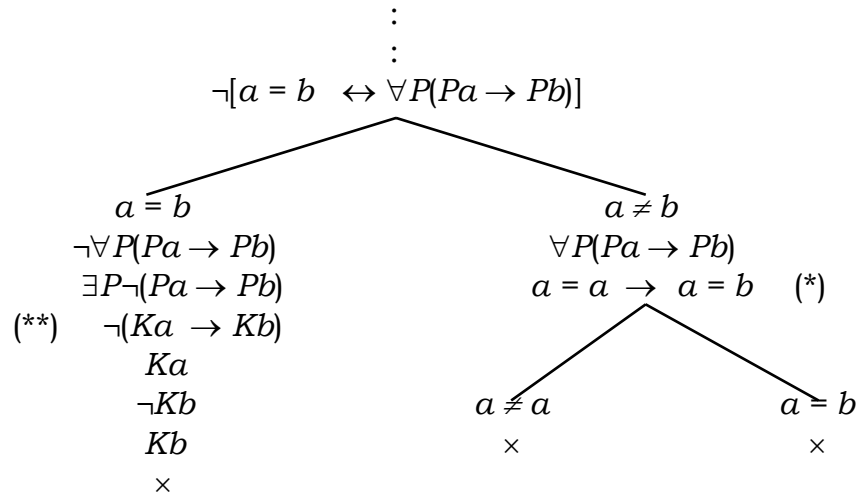 :
:
¬[a = b ↔ ∀P(Pa → Pb)]
a = b a ≠ b
¬∀P(Pa → Pb) ∀P(Pa → Pb)
∃P¬(Pa → Pb) a = a → a = b (*)
(**) ¬(Ka → Kb)
Ka
¬Kb a ≠ a a = b
Kb × ×
×